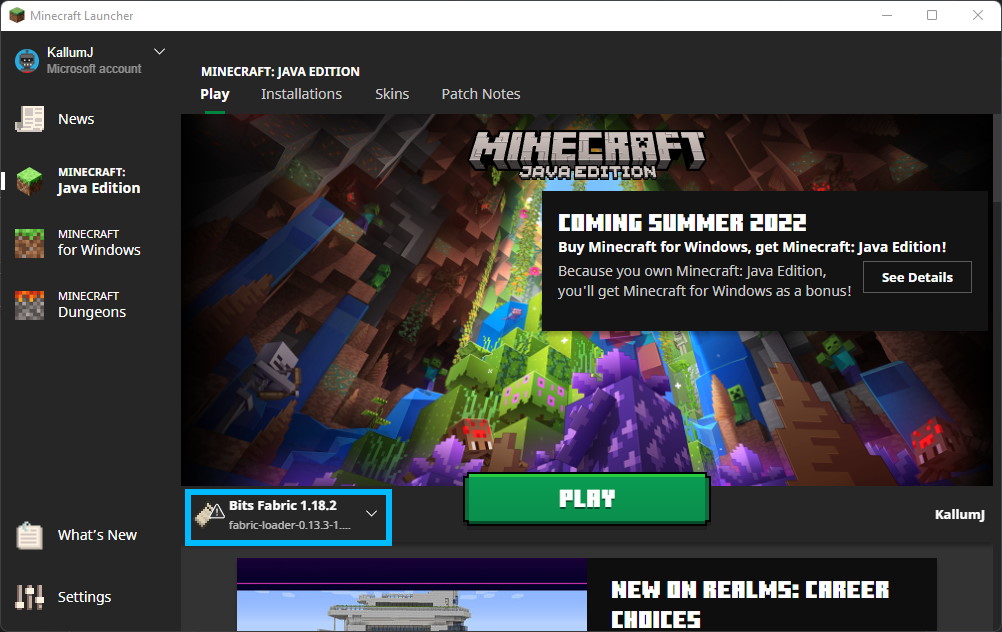 Minecraft Launcher
KallumJ
Microsoft account
News
MINECRAFT:
Java Edition
MINECRAFT
for Windows
MINECRAFT
Dungeons
What's New
Settings
MINECRAFT: JAVA EDITION
Play
Installations
Skins
Patch Notes
MINECRAFT
JAVA EDITION
COMING SUMMER 2022
Buy Minecraft for Windows, get Minecraft: Java Edition!
Because you own Minecraft: Java Edition,
you'll get Minecraft for Windows as a bonus!
See Details
Bits Fabric 1.18.2
fabric-loader-0.13.3-1....
PLAY
KallumJ
NEW ON REALMS: CAREER
CHOICES